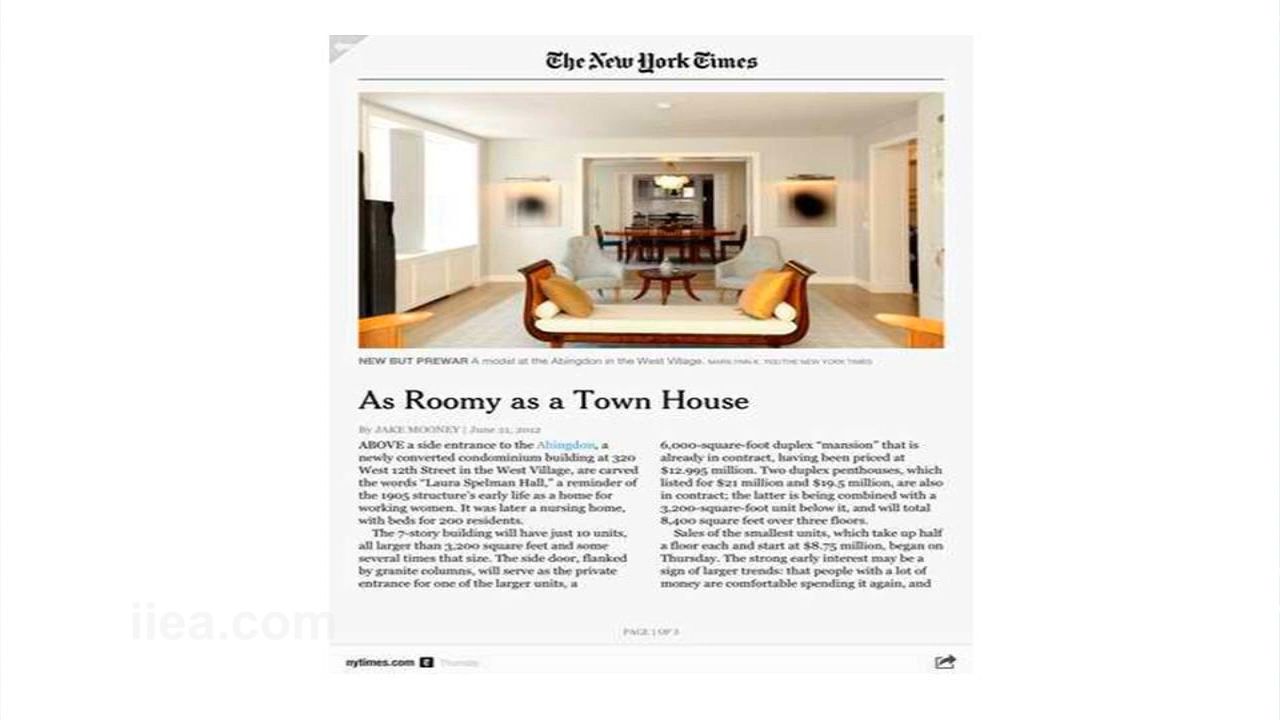 The New York Times
NEW BUT PREWAR A model at the Abingdon in the West Village.
As Roomy as a Town House
By JAKE MOONEY | June 21, 2012
ABOVE a side entrance to the Abingdon, a
newly converted condominium building at 320
West 12th Street in the West Village, are carved
the words “Laura Spelman Hall,” a reminder of
the 1905 structure’s early life as a home for
working women. It was later a nursing home,
with beds for 200 residents.
The 7-story building will have just 10 units,
all larger than 3,200 square feet and some
several times that size. The side door, flanked
by granite columns, will serve as the private
entrance for one of the larger units, a
6,000-square-foot duplex “mansion” that is
already in contract, having been priced at
$12.995 million. Two duplex penthouses, which
listed for $21 million and $19.5 million, are also
in contract; the latter is being combined with a
3,200-square-foot unit below it, and will total
8,400 square feet over three floors.
Sales of the smallest units, which take up half
a floor each and start at $8.75 million, began on
Thursday. The strong early interest may be a
sign of larger trends: that people with a lot of
money are comfortable spending it again, and
PAGE 1 OF 3
iiea.com
nytimes.com Thursday